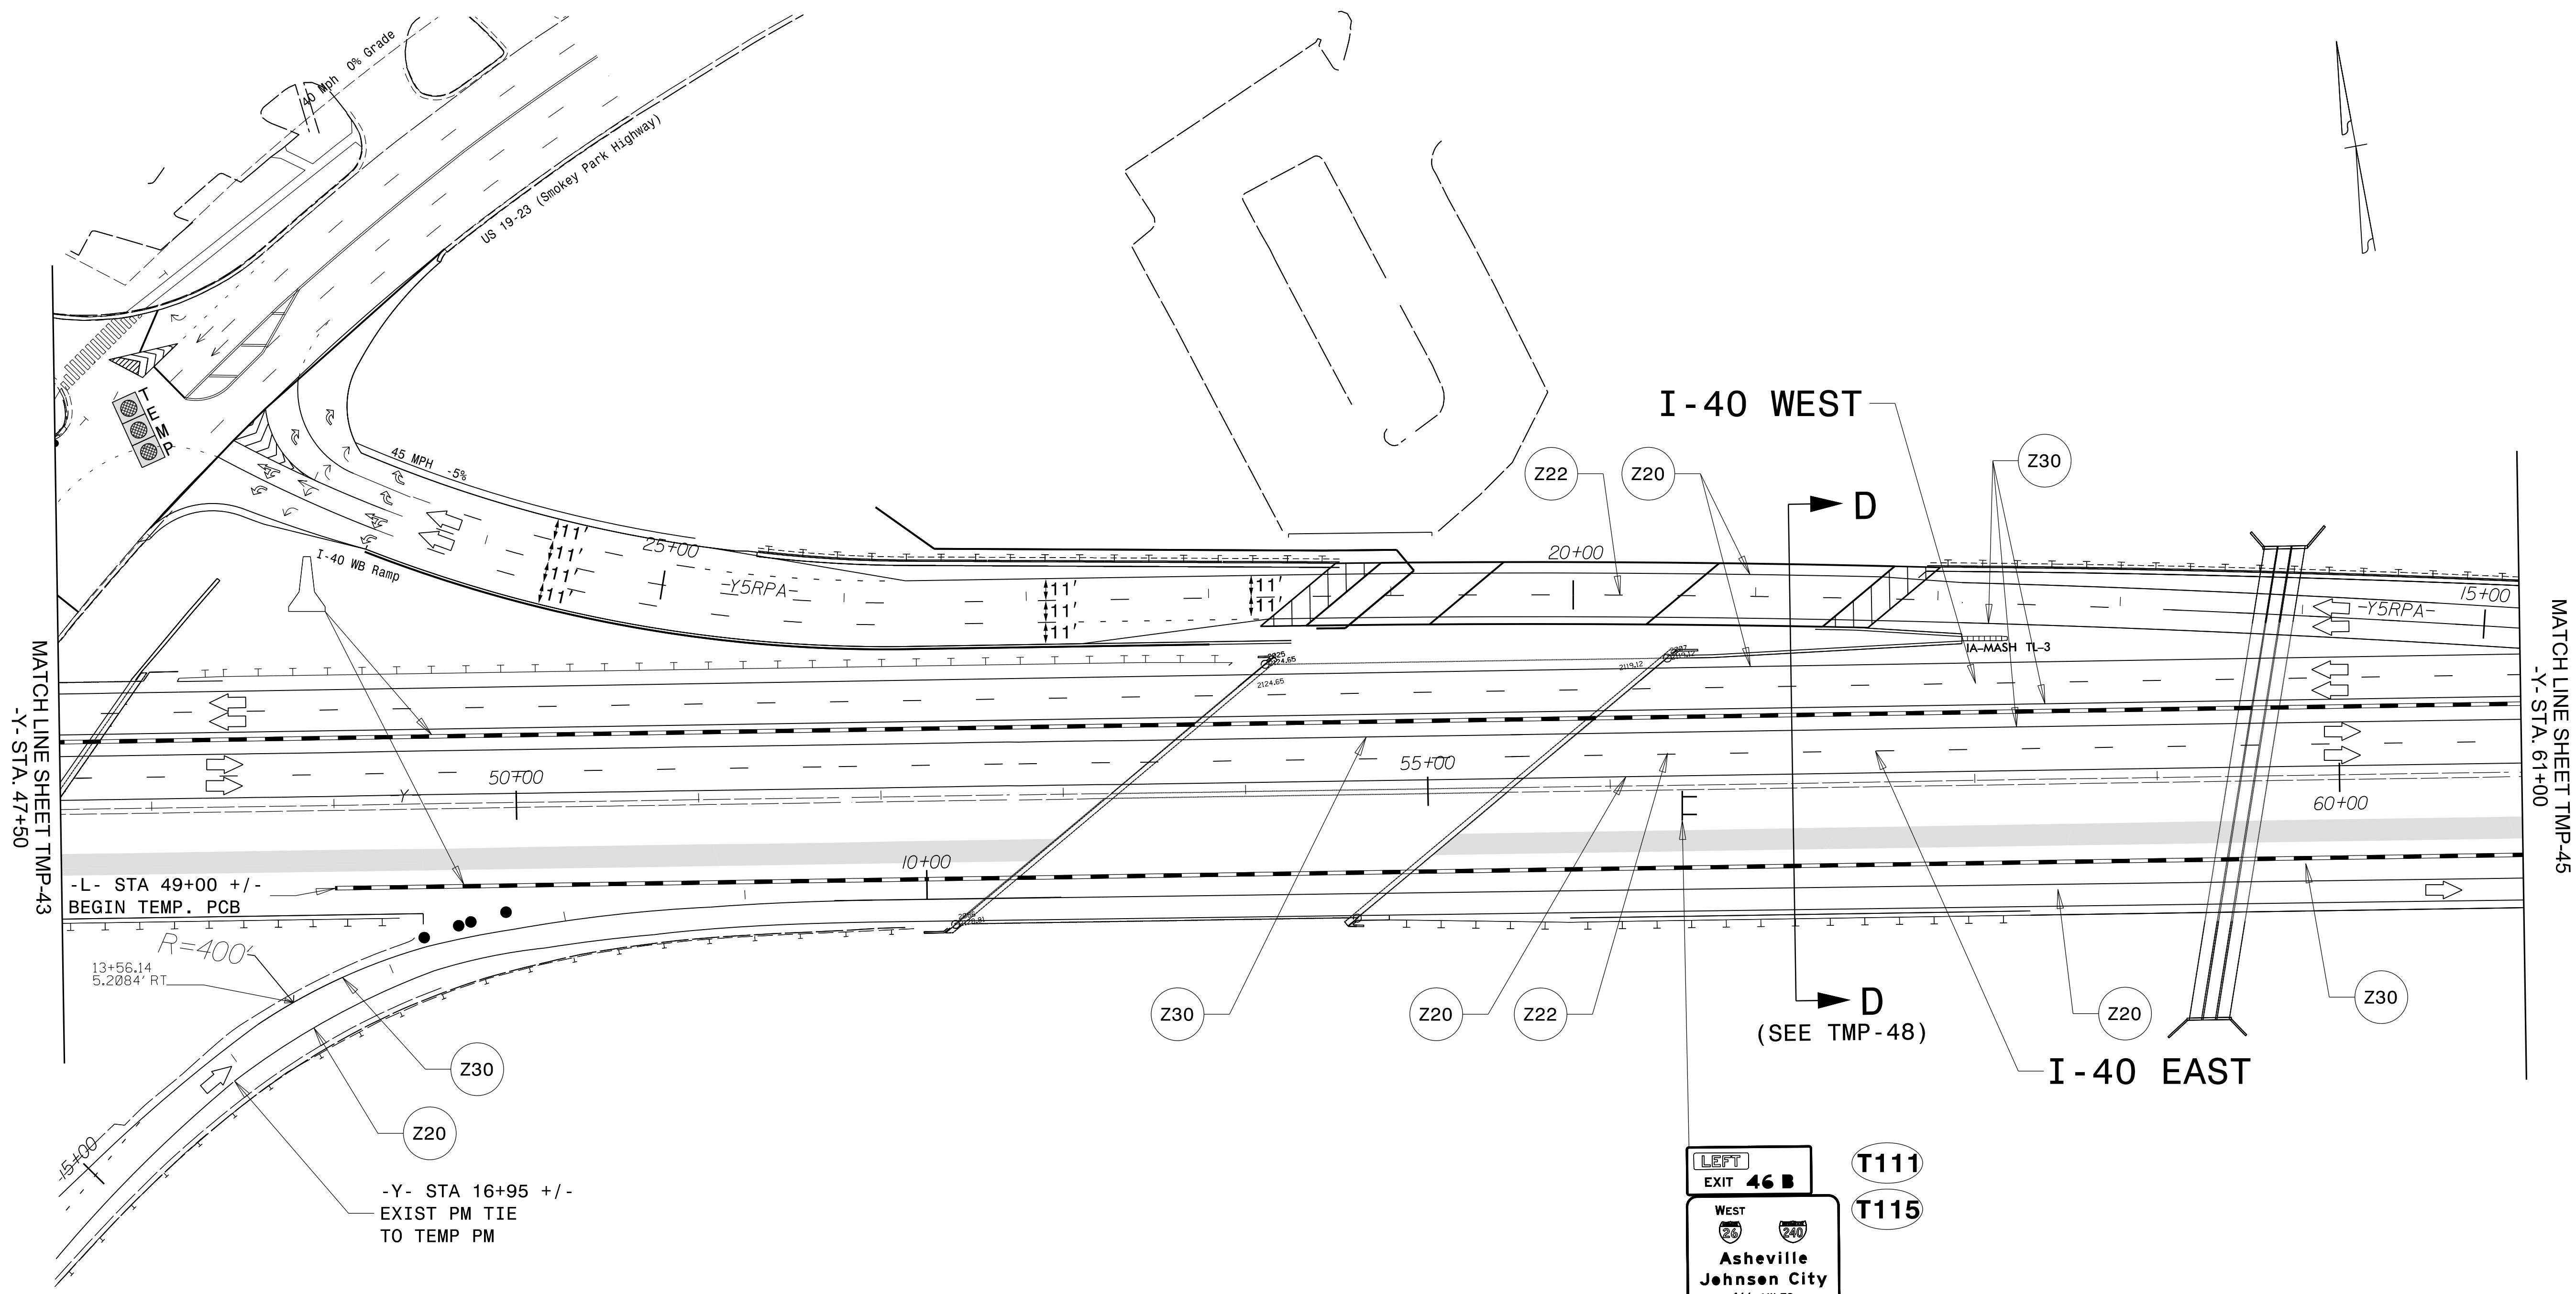 40 Mph 0% Grade
US 19-23 (Smokey Park Highway)
TEMP
45 MPH -5%
I-40 WB Ramp
11'
11'
11'
11'
25+00
-Y5RPA-
11'
11'
11'
11'
11'
20+00
I-40 WEST
Z22
Z20
Z30
D
15+00
-Y5RPA-
IA-MASH TL-3
2124.65
2124.65
2119.12
MATCH LINE SHEET TMP-43
-Y- STA. 47+50
MATCH LINE SHEET TMP-45
-Y- STA. 61+00
50+00
-Y-
55+00
60+00
10+00
-L- STA 49+00 +/-
BEGIN TEMP. PCB
R=400'
13+56.14
5.2084' RT
Z30
Z20
Z22
D
(SEE TMP-48)
Z20
Z30
I-40 EAST
Z30
Z20
15+00
-Y- STA 16+95 +/-
EXIST PM TIE
TO TEMP PM
LEFT
EXIT 46 B
T111
T115
WEST
26 240
Asheville
Johnson City